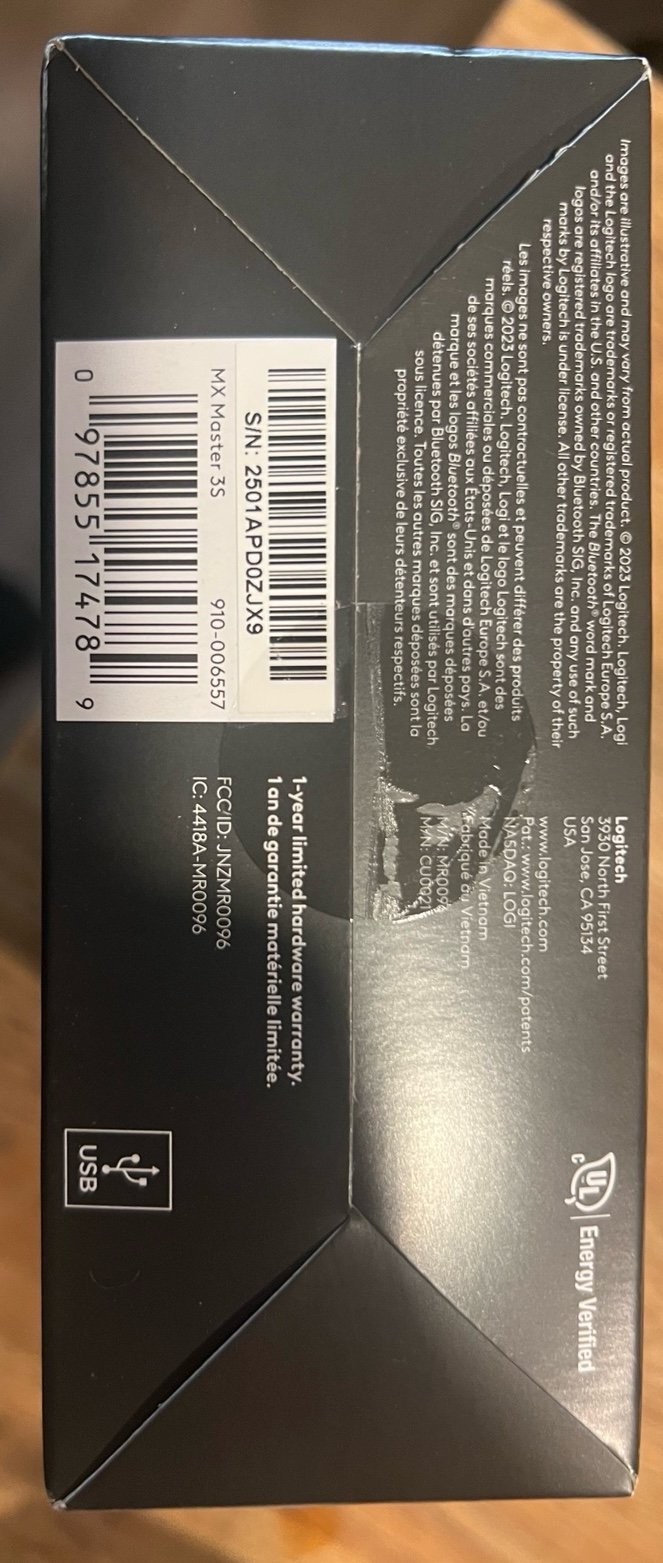 Images are illustrative and may vary from actual product. © 2023 Logitech. Logitech, Logi
and the Logitech logo are trademarks or registered trademarks of Logitech Europe S.A.
and/or its affiliates in the U.S. and other countries. The Bluetooth® word mark and
logos are registered trademarks owned by Bluetooth SIG, Inc. and any use of such
marks by Logitech is under license. All other trademarks are the property of their
respective owners.
Les images ne sont pas contractuelles et peuvent différer des produits
réels. © 2023 Logitech. Logitech, Logi et le logo Logitech sont des
marques commerciales ou déposées de Logitech Europe S.A. et/ou
de ses sociétés affiliées aux États-Unis et dans d'autres pays. La
marque et les logos Bluetooth® sont des marques déposées
détenues par Bluetooth SIG, Inc. et sont utilisés par Logitech
sous licence. Toutes les autres marques déposées sont la
propriété exclusive de leurs détenteurs respectifs.
Logitech
3930 North First Street
San Jose, CA 95134
USA
www.logitech.com
Pat.: www.logitech.com/patents
NASDAQ: LOGI
Made in Vietnam
Fabriqué au Vietnam
M/N: MR0096
M/N: CU0021
c UL Energy Verified
S/N: 2501APD0ZJX9
MX Master 3S 910-006557
0 97855 17478 9
1-year limited hardware warranty.
1 an de garantie matérielle limitée.
FCC ID: JNZMR0096
IC: 4418A-MR0096
USB